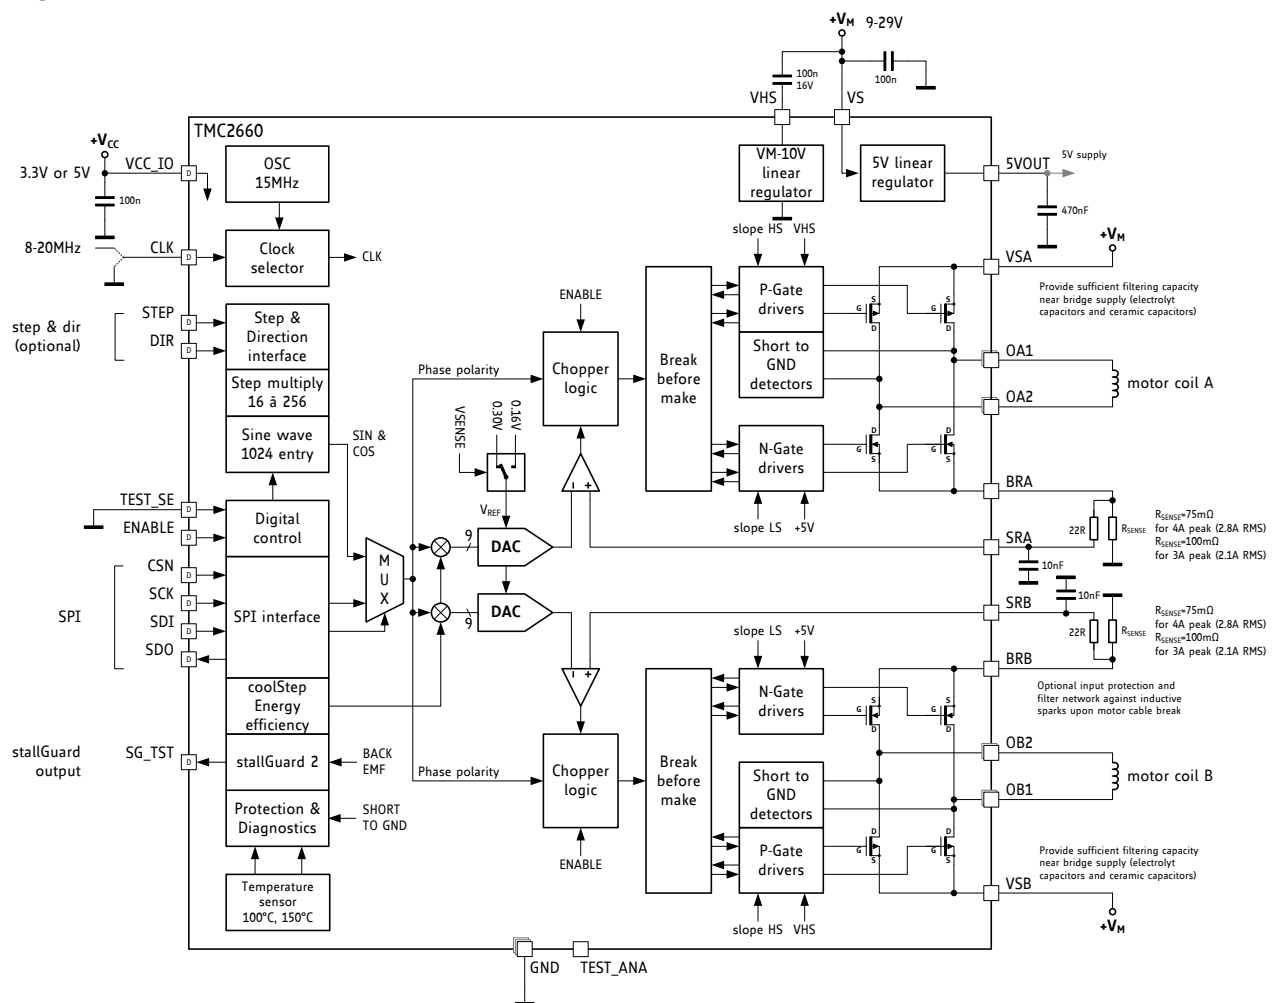 +VM 9-29V
100n
16V
100n
VHS
VS
TMC2660
+VCC
3.3V or 5V
VCC_IO
D
100n
OSC
15MHz
VM-10V
linear
regulator
5V linear
regulator
5VOUT
5V supply
470nF
8-20MHz
CLK
D
Clock
selector
CLK
slope HS
VHS
+VM
VSA
step & dir
(optional)
STEP
D
DIR
D
Step &
Direction
interface
Step multiply
16 à 256
Sine wave
1024 entry
SIN &
COS
ENABLE
Phase polarity
Chopper
logic
Break
before
make
P-Gate
drivers
Short to
GND
detectors
N-Gate
drivers
S
G
D
S
G
D
D
G
S
D
G
S
Provide sufficient filtering capacity
near bridge supply (electrolyt
capacitors and ceramic capacitors)
OA1
OA2
motor coil A
VSENSE
0.30V
0.16V
VREF
- +
slope LS
+5V
BRA
22R
RSENSE
RSENSE=75mΩ
for 4A peak (2.8A RMS)
RSENSE=100mΩ
for 3A peak (2.1A RMS)
SRA
10nF
TEST_SE
D
ENABLE
D
Digital
control
SPI
CSN
D
SCK
D
SDI
D
SDO
D
SPI interface
M
U
X
9
DAC
9
DAC
SRB
10nF
22R
RSENSE
RSENSE=75mΩ
for 4A peak (2.8A RMS)
RSENSE=100mΩ
for 3A peak (2.1A RMS)
slope LS
+5V
BRB
Optional input protection and
filter network against inductive
sparks upon motor cable break
coolStep
Energy
efficiency
stallGuard
output
SG_TST
D
stallGuard 2
BACK
EMF
Protection &
Diagnostics
SHORT
TO GND
Temperature
sensor
100°C, 150°C
- +
Phase polarity
Chopper
logic
ENABLE
Break
before
make
N-Gate
drivers
Short to
GND
detectors
P-Gate
drivers
S
G
D
S
G
D
D
G
S
D
G
S
OB2
OB1
motor coil B
Provide sufficient filtering capacity
near bridge supply (electrolyt
capacitors and ceramic capacitors)
VSB
+VM
slope HS
VHS
GND
TEST_ANA